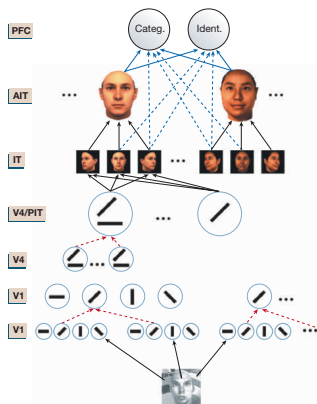 PFC
Categ.
Ident.
AIT
IT
V4/PIT
V4
V1
V1